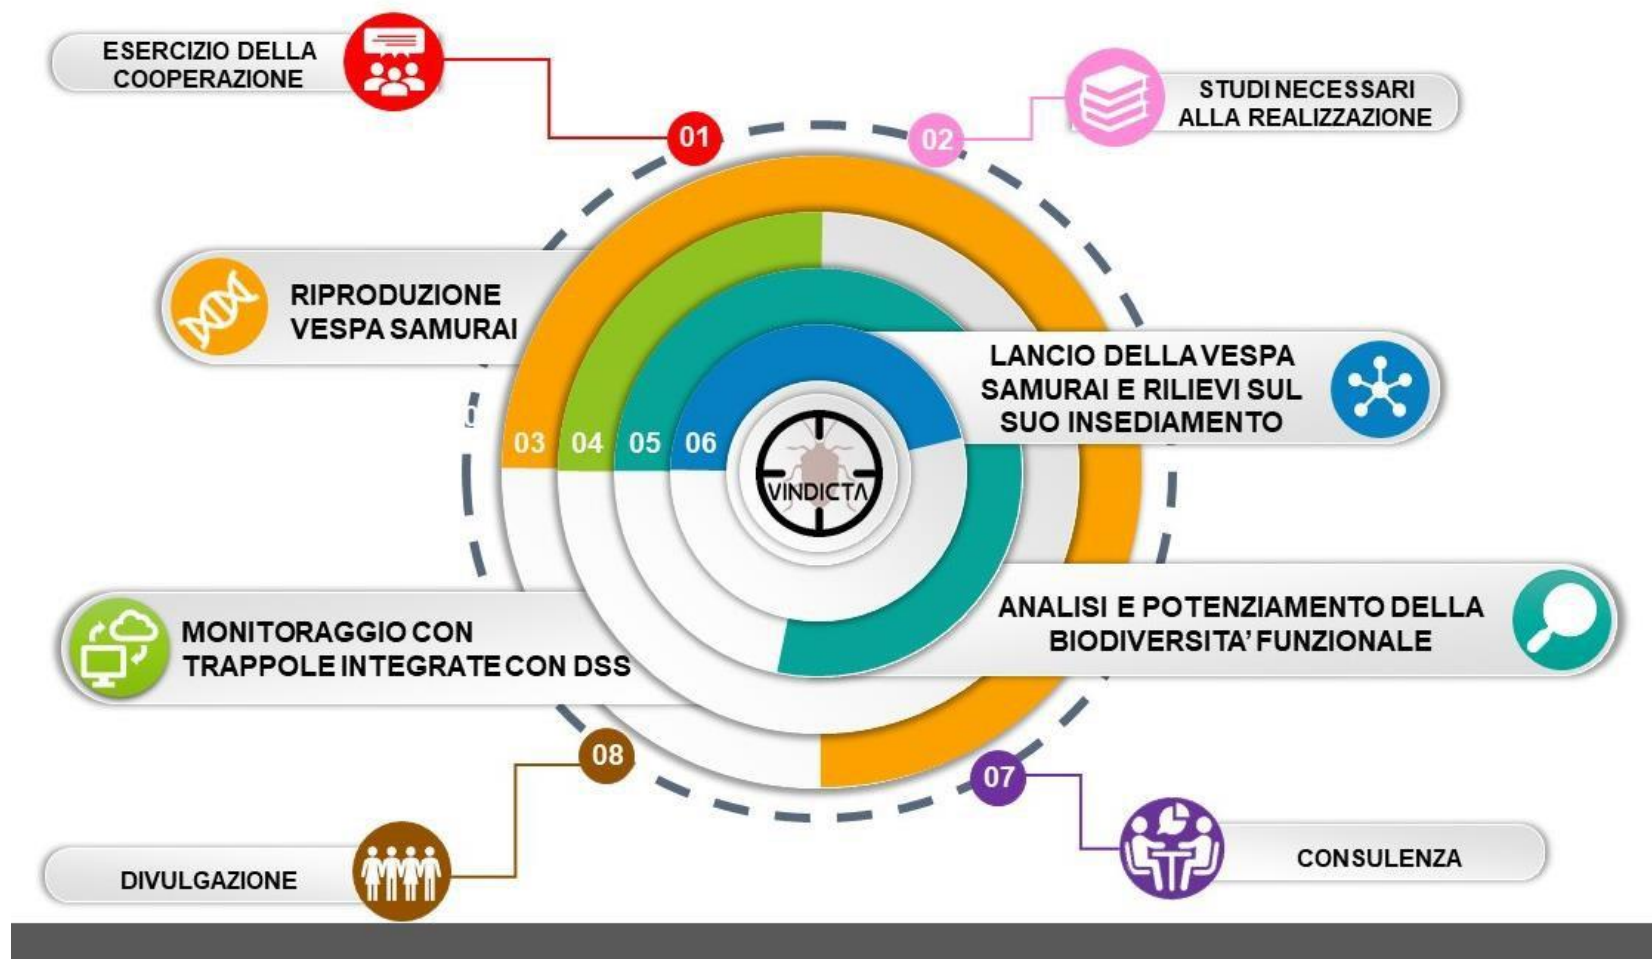 ESERCIZIO DELLA
COOPERAZIONE
01
02
STUDI NECESSARI
ALLA REALIZZAZIONE
RIPRODUZIONE
VESPA SAMURAI
LANCIO DELLA VESPA
SAMURAI E RILIEVI SUL
SUO INSEDIAMENTO
03 04 05 06
VINDICTA
MONITORAGGIO CON
TRAPPOLE INTEGRATE CON DSS
ANALISI E POTENZIAMENTO DELLA
BIODIVERSITA' FUNZIONALE
08
07
DIVULGAZIONE
CONSULENZA